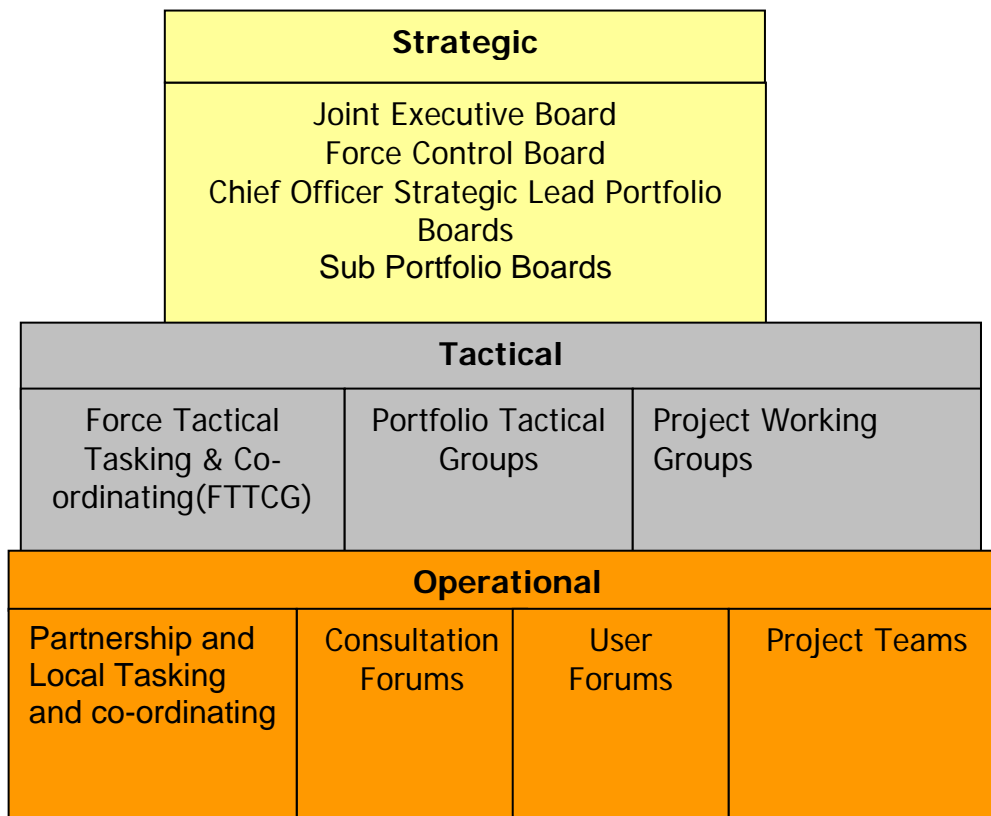 Strategic
Joint Executive Board
Force Control Board
Chief Officer Strategic Lead Portfolio
Boards
Sub Portfolio Boards
Tactical
Force Tactical
Tasking & Co-
ordinating(FTTCG)
Portfolio Tactical
Groups
Project Working
Groups
Operational
Partnership and
Local Tasking
and co-ordinating
Consultation
Forums
User
Forums
Project Teams